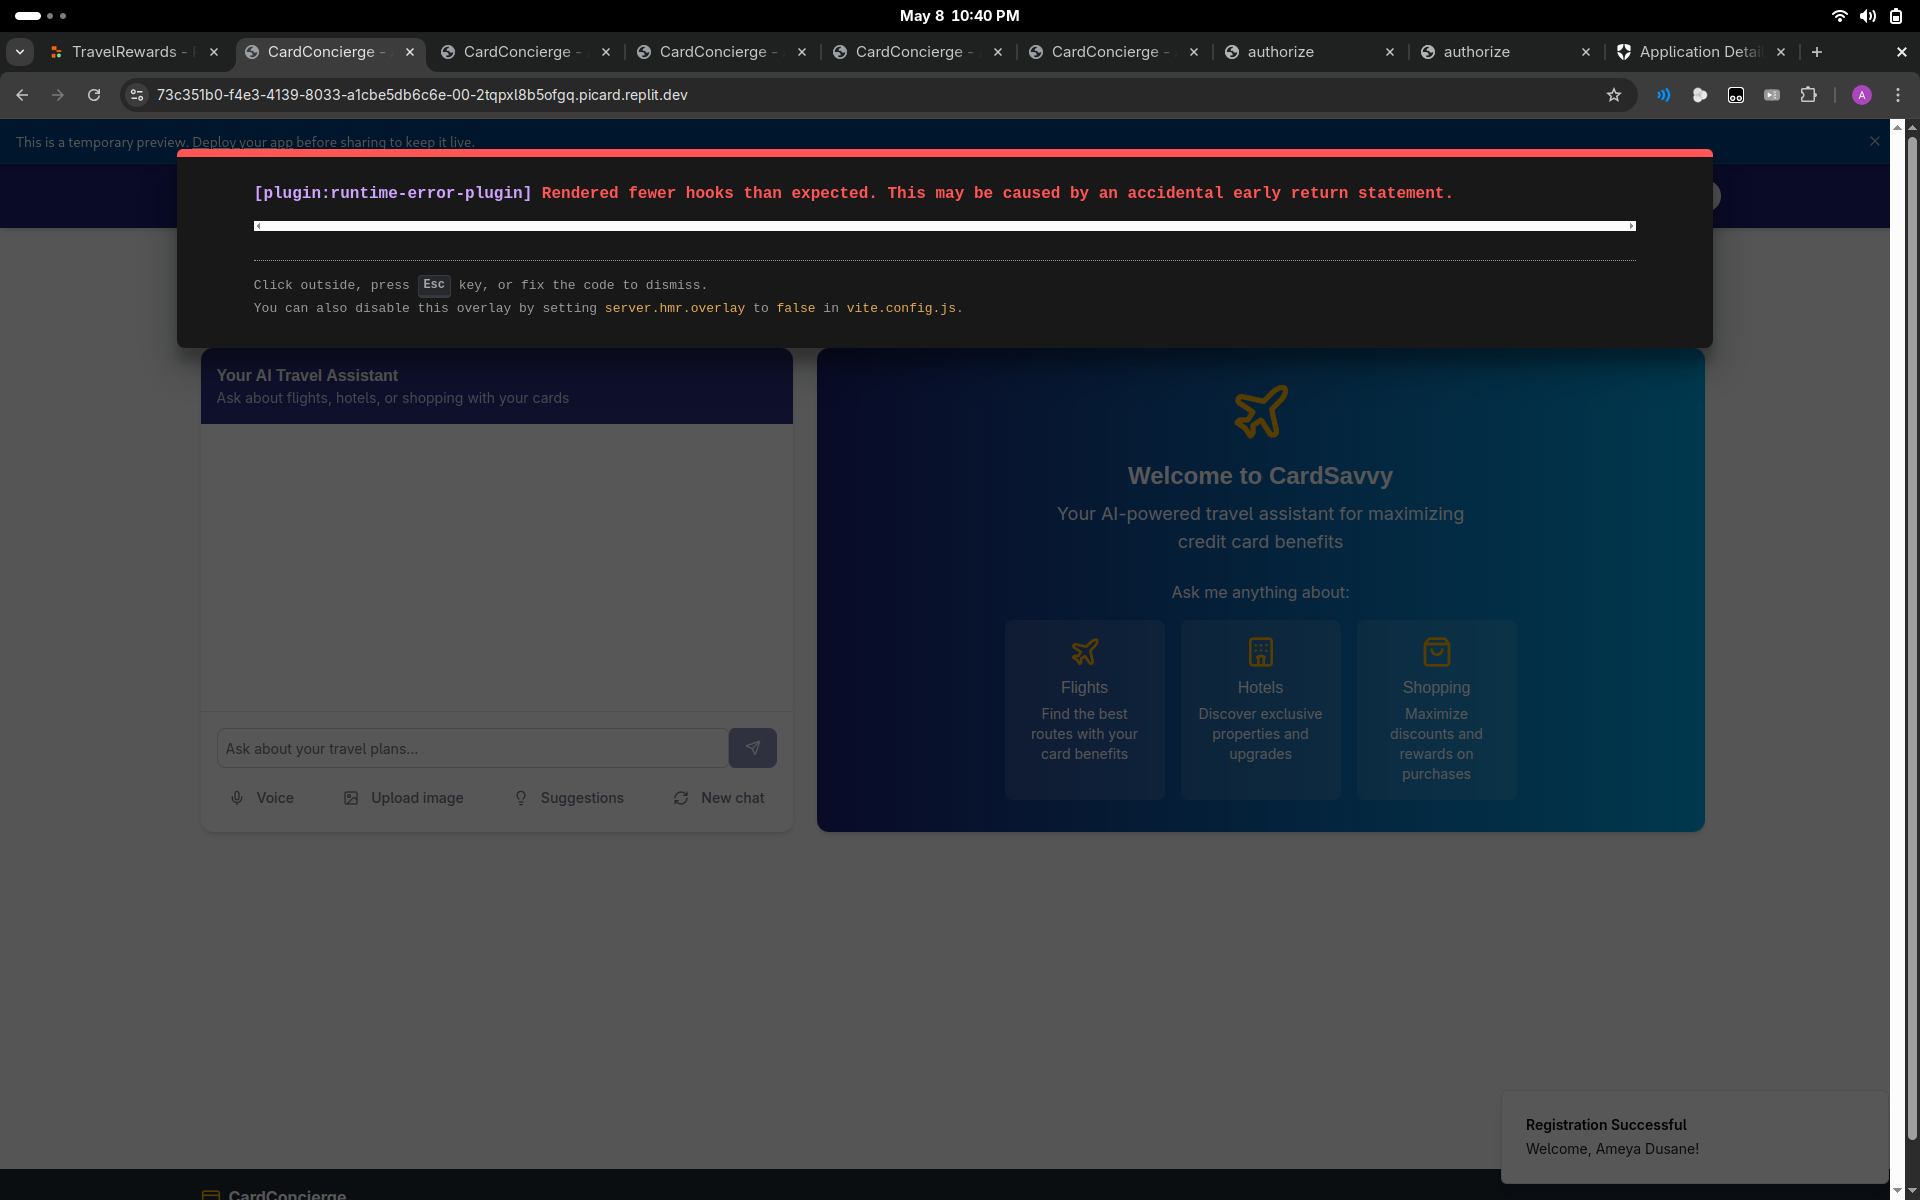 May 8 10:40 PM
TravelRewards -
CardConcierge -
CardConcierge -
CardConcierge -
CardConcierge -
CardConcierge -
authorize
authorize
Application Detai
73c351b0-f4e3-4139-8033-a1cbe5db6c6e-00-2tqpxl8b5ofgq.picard.replit.dev
A
This is a temporary preview. Deploy your app before sharing to keep it live.
[plugin:runtime-error-plugin] Rendered fewer hooks than expected. This may be caused by an accidental early return statement.
Click outside, press Esc key, or fix the code to dismiss.
You can also disable this overlay by setting server.hmr.overlay to false in vite.config.js.
Your AI Travel Assistant
Ask about flights, hotels, or shopping with your cards
Ask about your travel plans...
Voice
Upload image
Suggestions
New chat
Welcome to CardSavvy
Your AI-powered travel assistant for maximizing
credit card benefits
Ask me anything about:
Flights
Find the best
routes with your
card benefits
Hotels
Discover exclusive
properties and
upgrades
Shopping
Maximize
discounts and
rewards on
purchases
Registration Successful
Welcome, Ameya Dusane!
CardConcierge